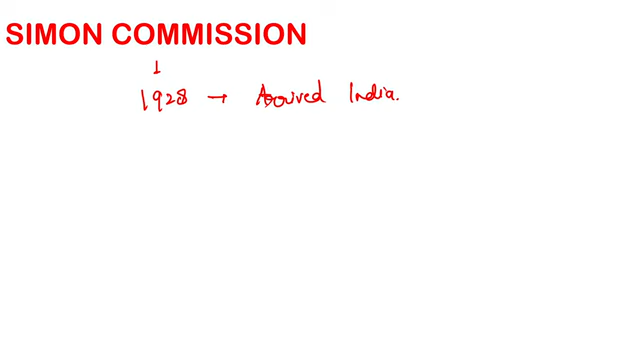 SIMON COMMISSION
↓
1928 → Arrived India.